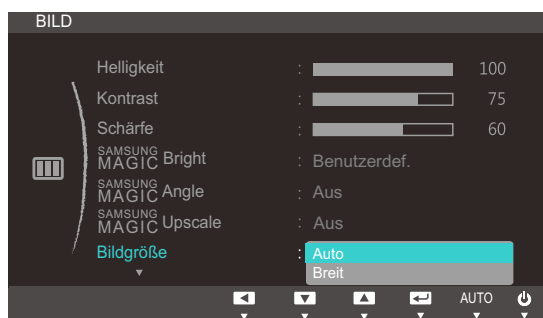 BILD
Helligkeit : 100
Kontrast : 75
Schärfe : 60
SAMSUNG MAGIC Bright : Benutzerdef.
SAMSUNG MAGIC Angle : Aus
SAMSUNG MAGIC Upscale : Aus
Bildgröße : Auto
Breit
AUTO